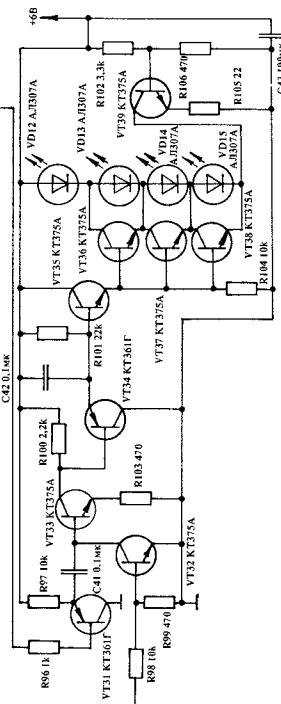 +6В
R102 3,3k
R106 470
C43 100мк
VT39 КТ375А
R105 22
VD12 АЛ307А
VD13 АЛ307А
VD14
АЛ307А
VD15
АЛ307А
VT35 КТ375А
VT36 КТ375А
VT37 КТ375А
VT38 КТ375А
R104 10k
C42 0,1мк
R101 22k
VT34 КТ361Г
R100 2,2k
R103 470
VT33 КТ375А
R97 10k
C41 0,1мк
VT32 КТ375А
R96 1k
VT31 КТ361Г
R98 10k
R99 470